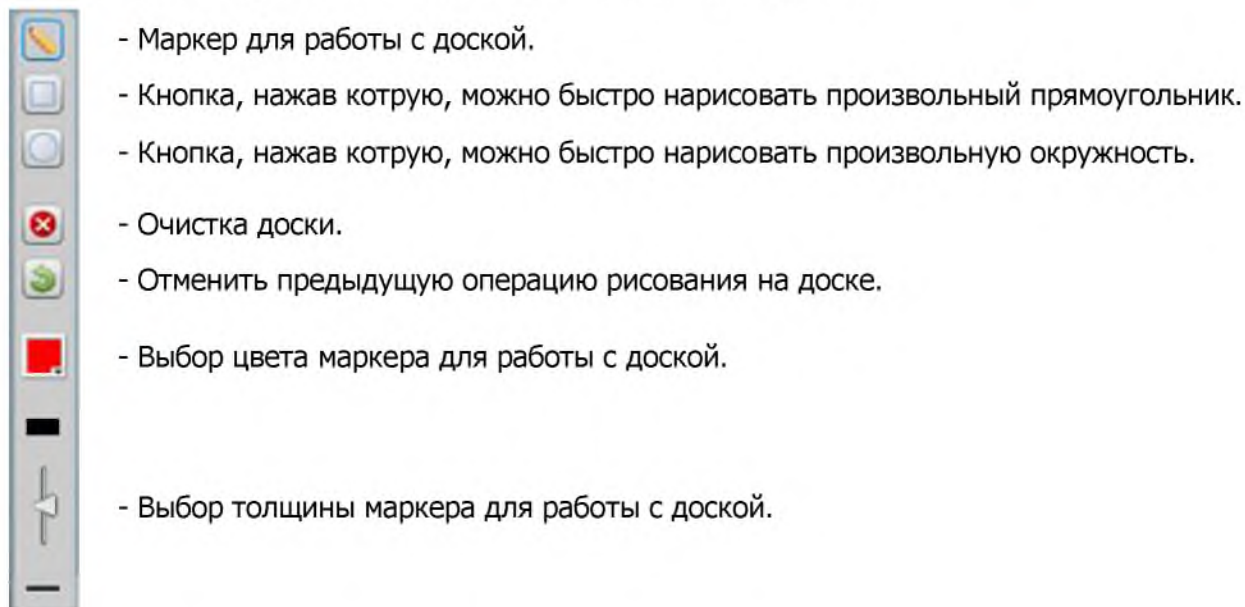 - Маркер для работы с доской.
- Кнопка, нажав котрую, можно быстро нарисовать произвольный прямоугольник.
- Кнопка, нажав котрую, можно быстро нарисовать произвольную окружность.
- Очистка доски.
- Отменить предыдущую операцию рисования на доске.
- Выбор цвета маркера для работы с доской.
- Выбор толщины маркера для работы с доской.